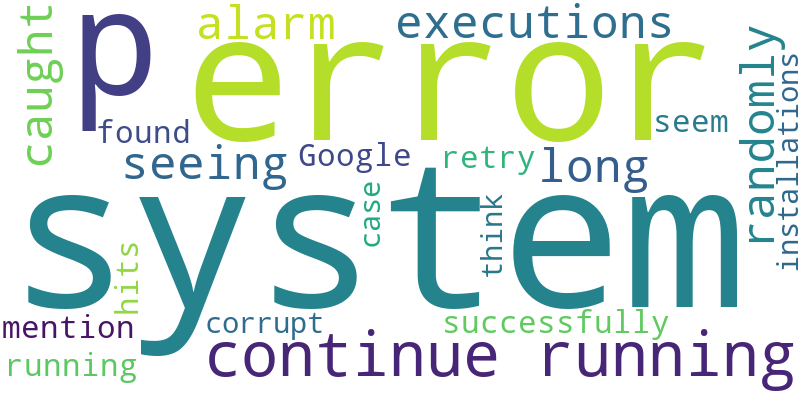 caught
p
alarm
executions
error
randomly
installations
found
seem
seeing
Google
retry
long
system
case
think
hits
mention
corrupt
successfully
running
continue running